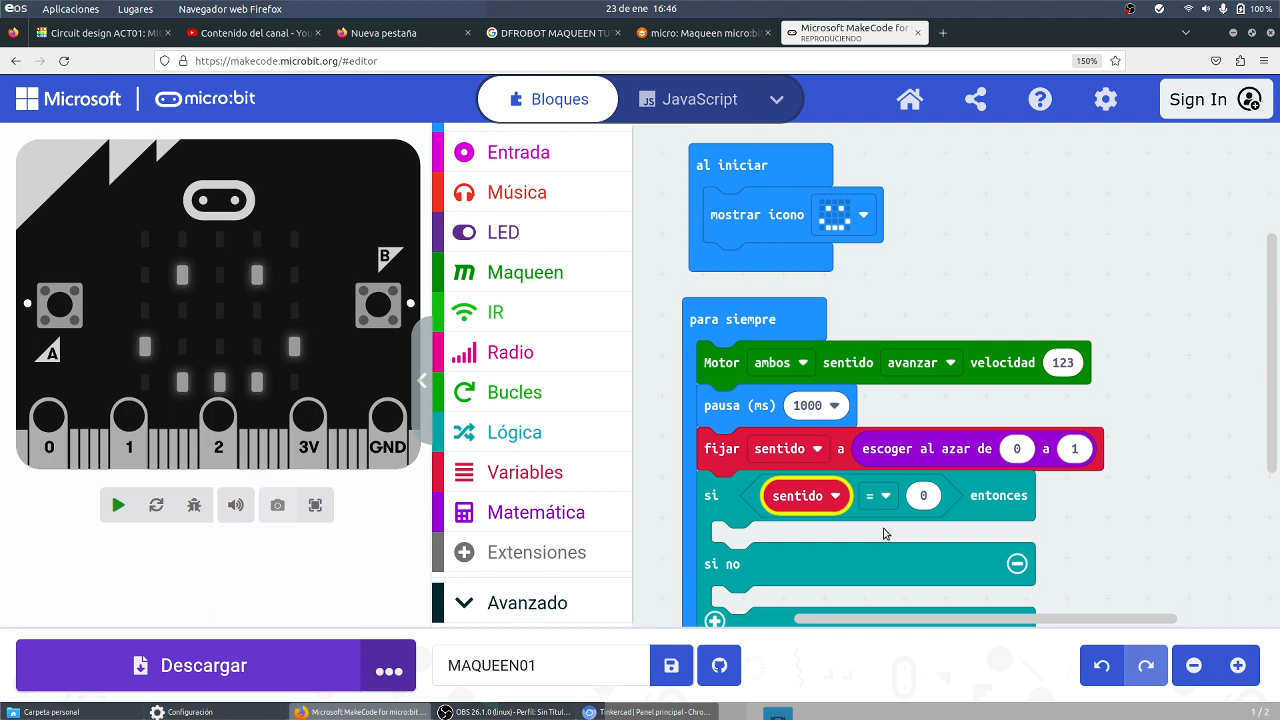 es Aplicaciones Lugares Navegador web Firefox 23 de ene 16:46 100 %
Circuit design 1: MiC Contenido del canal - You Nueva pestaña DFROBOT MAQUEEN TU micro: Maqueen micro:b Microsoft MakeCode for
REPRODUCIENDO
https://makecode.microbit.org/#editor 150%
Microsoft micro:bit Bloques JS JavaScript Sign In
Entrada
Música
LED
Maqueen
IR
Radio
Bucles
Lógica
Variables
Matemática
Extensiones
Avanzado
B
A
0 1 2 3V GND
al iniciar
mostrar ícono
para siempre
Motor ambos sentido avanzar velocidad 123
pausa (ms) 1000
fijar sentido a escoger al azar de 0 a 1
si sentido = 0 entonces
si no
Descargar MAQUEEN01
Carpeta personal Configuración Microsoft MakeCode for micro:bit ... OBS 26.1.0 (linux) - Perfil: Sin Títul... Tinkercad | Panel principal - Chro... 1 / 2